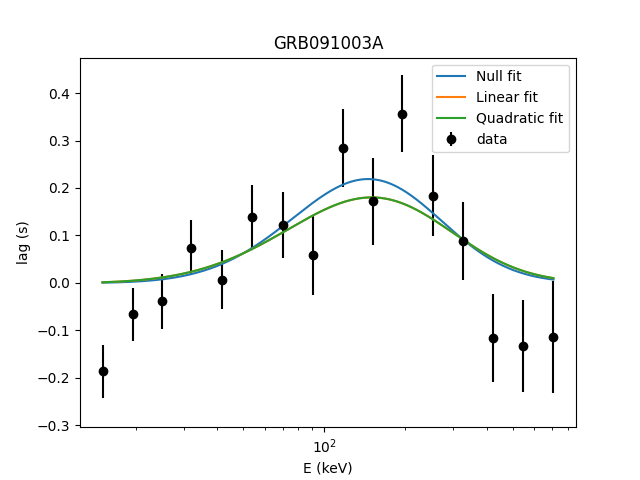 GRB091003A
Null fit
Linear fit
Quadratic fit
data
lag (s)
0.4
0.3
0.2
0.1
0.0
−0.1
−0.2
−0.3
10²
E (keV)